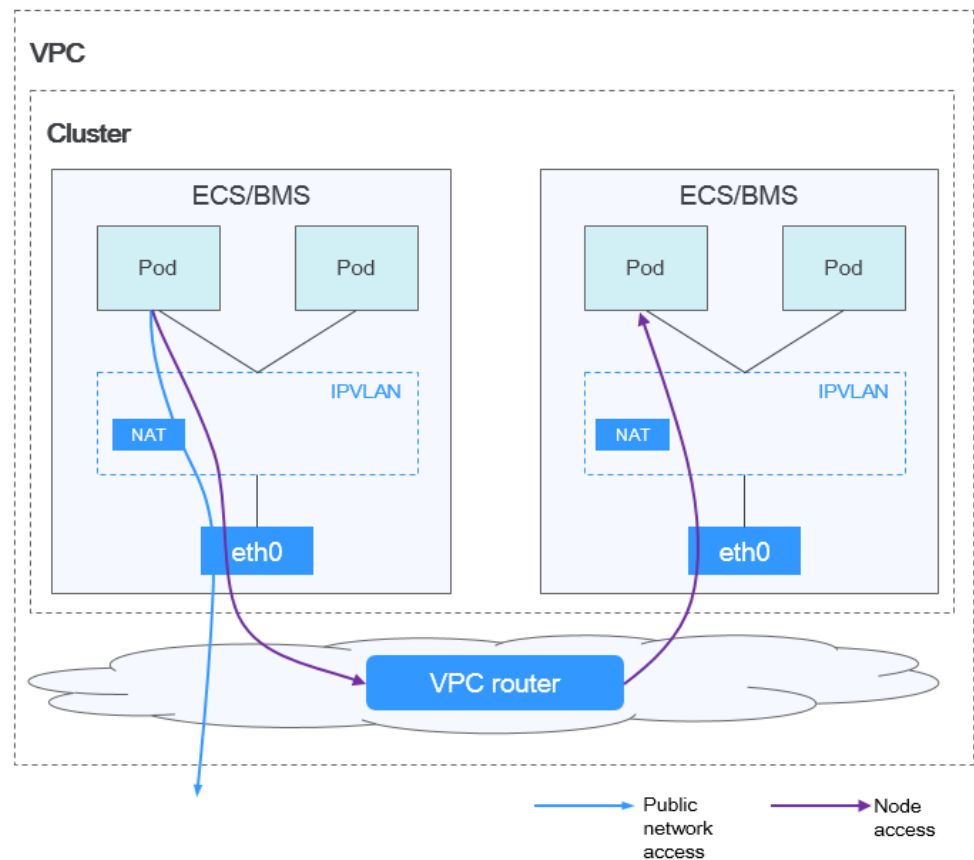 VPC
Cluster
ECS/BMS
Pod
Pod
IPVLAN
NAT
eth0
ECS/BMS
Pod
Pod
IPVLAN
NAT
eth0
VPC router
Public
network
access
Node
access